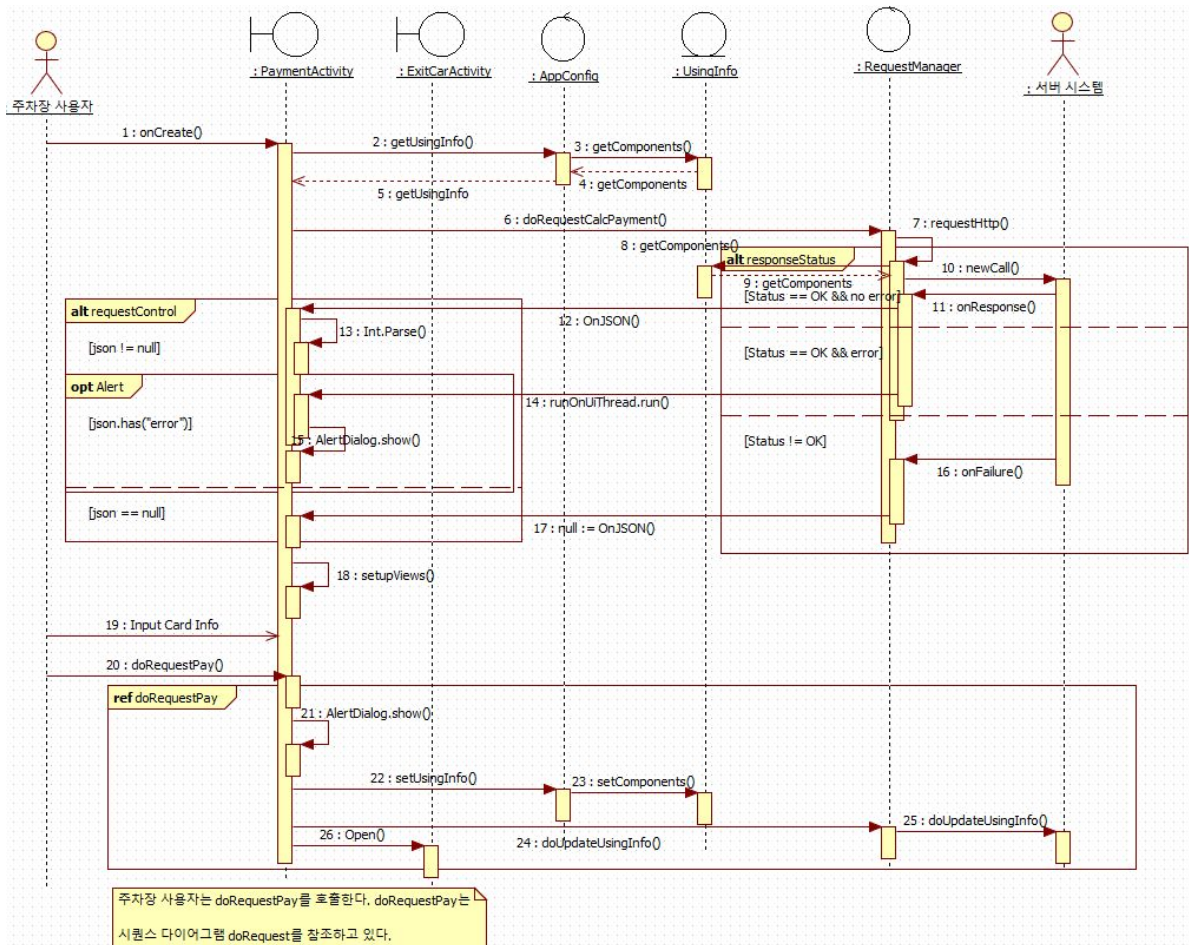 : PaymentActivity
: ExitCarActivity
: AppConfig
: UsingInfo
: RequestManager
: 서버 시스템
: 주차장 사용자
1 : onCreate()
2 : getUsingInfo()
3 : getComponents()
4 : getComponents
5 : getUsingInfo
6 : doRequestCalcPayment()
7 : requestHttp()
8 : getComponents()
alt responseStatus
9 : getComponents
10 : newCall()
[Status == OK && no error]
11 : onResponse()
alt requestControl
12 : OnJSON()
13 : Int.Parse()
[json != null]
[Status == OK && error]
opt Alert
14 : runOnUiThread.run()
[json.has("error")]
15 : AlertDialog.show()
[Status != OK]
16 : onFailure()
[json == null]
17 : null := OnJSON()
18 : setupViews()
19 : Input Card Info
20 : doRequestPay()
ref doRequestPay
21 : AlertDialog.show()
22 : setUsingInfo()
23 : setComponents()
25 : doUpdateUsingInfo()
26 : Open()
24 : doUpdateUsingInfo()
주차장 사용자는 doRequestPay를 호출한다. doRequestPay는
시퀀스 다이어그램 doRequest를 참조하고 있다.